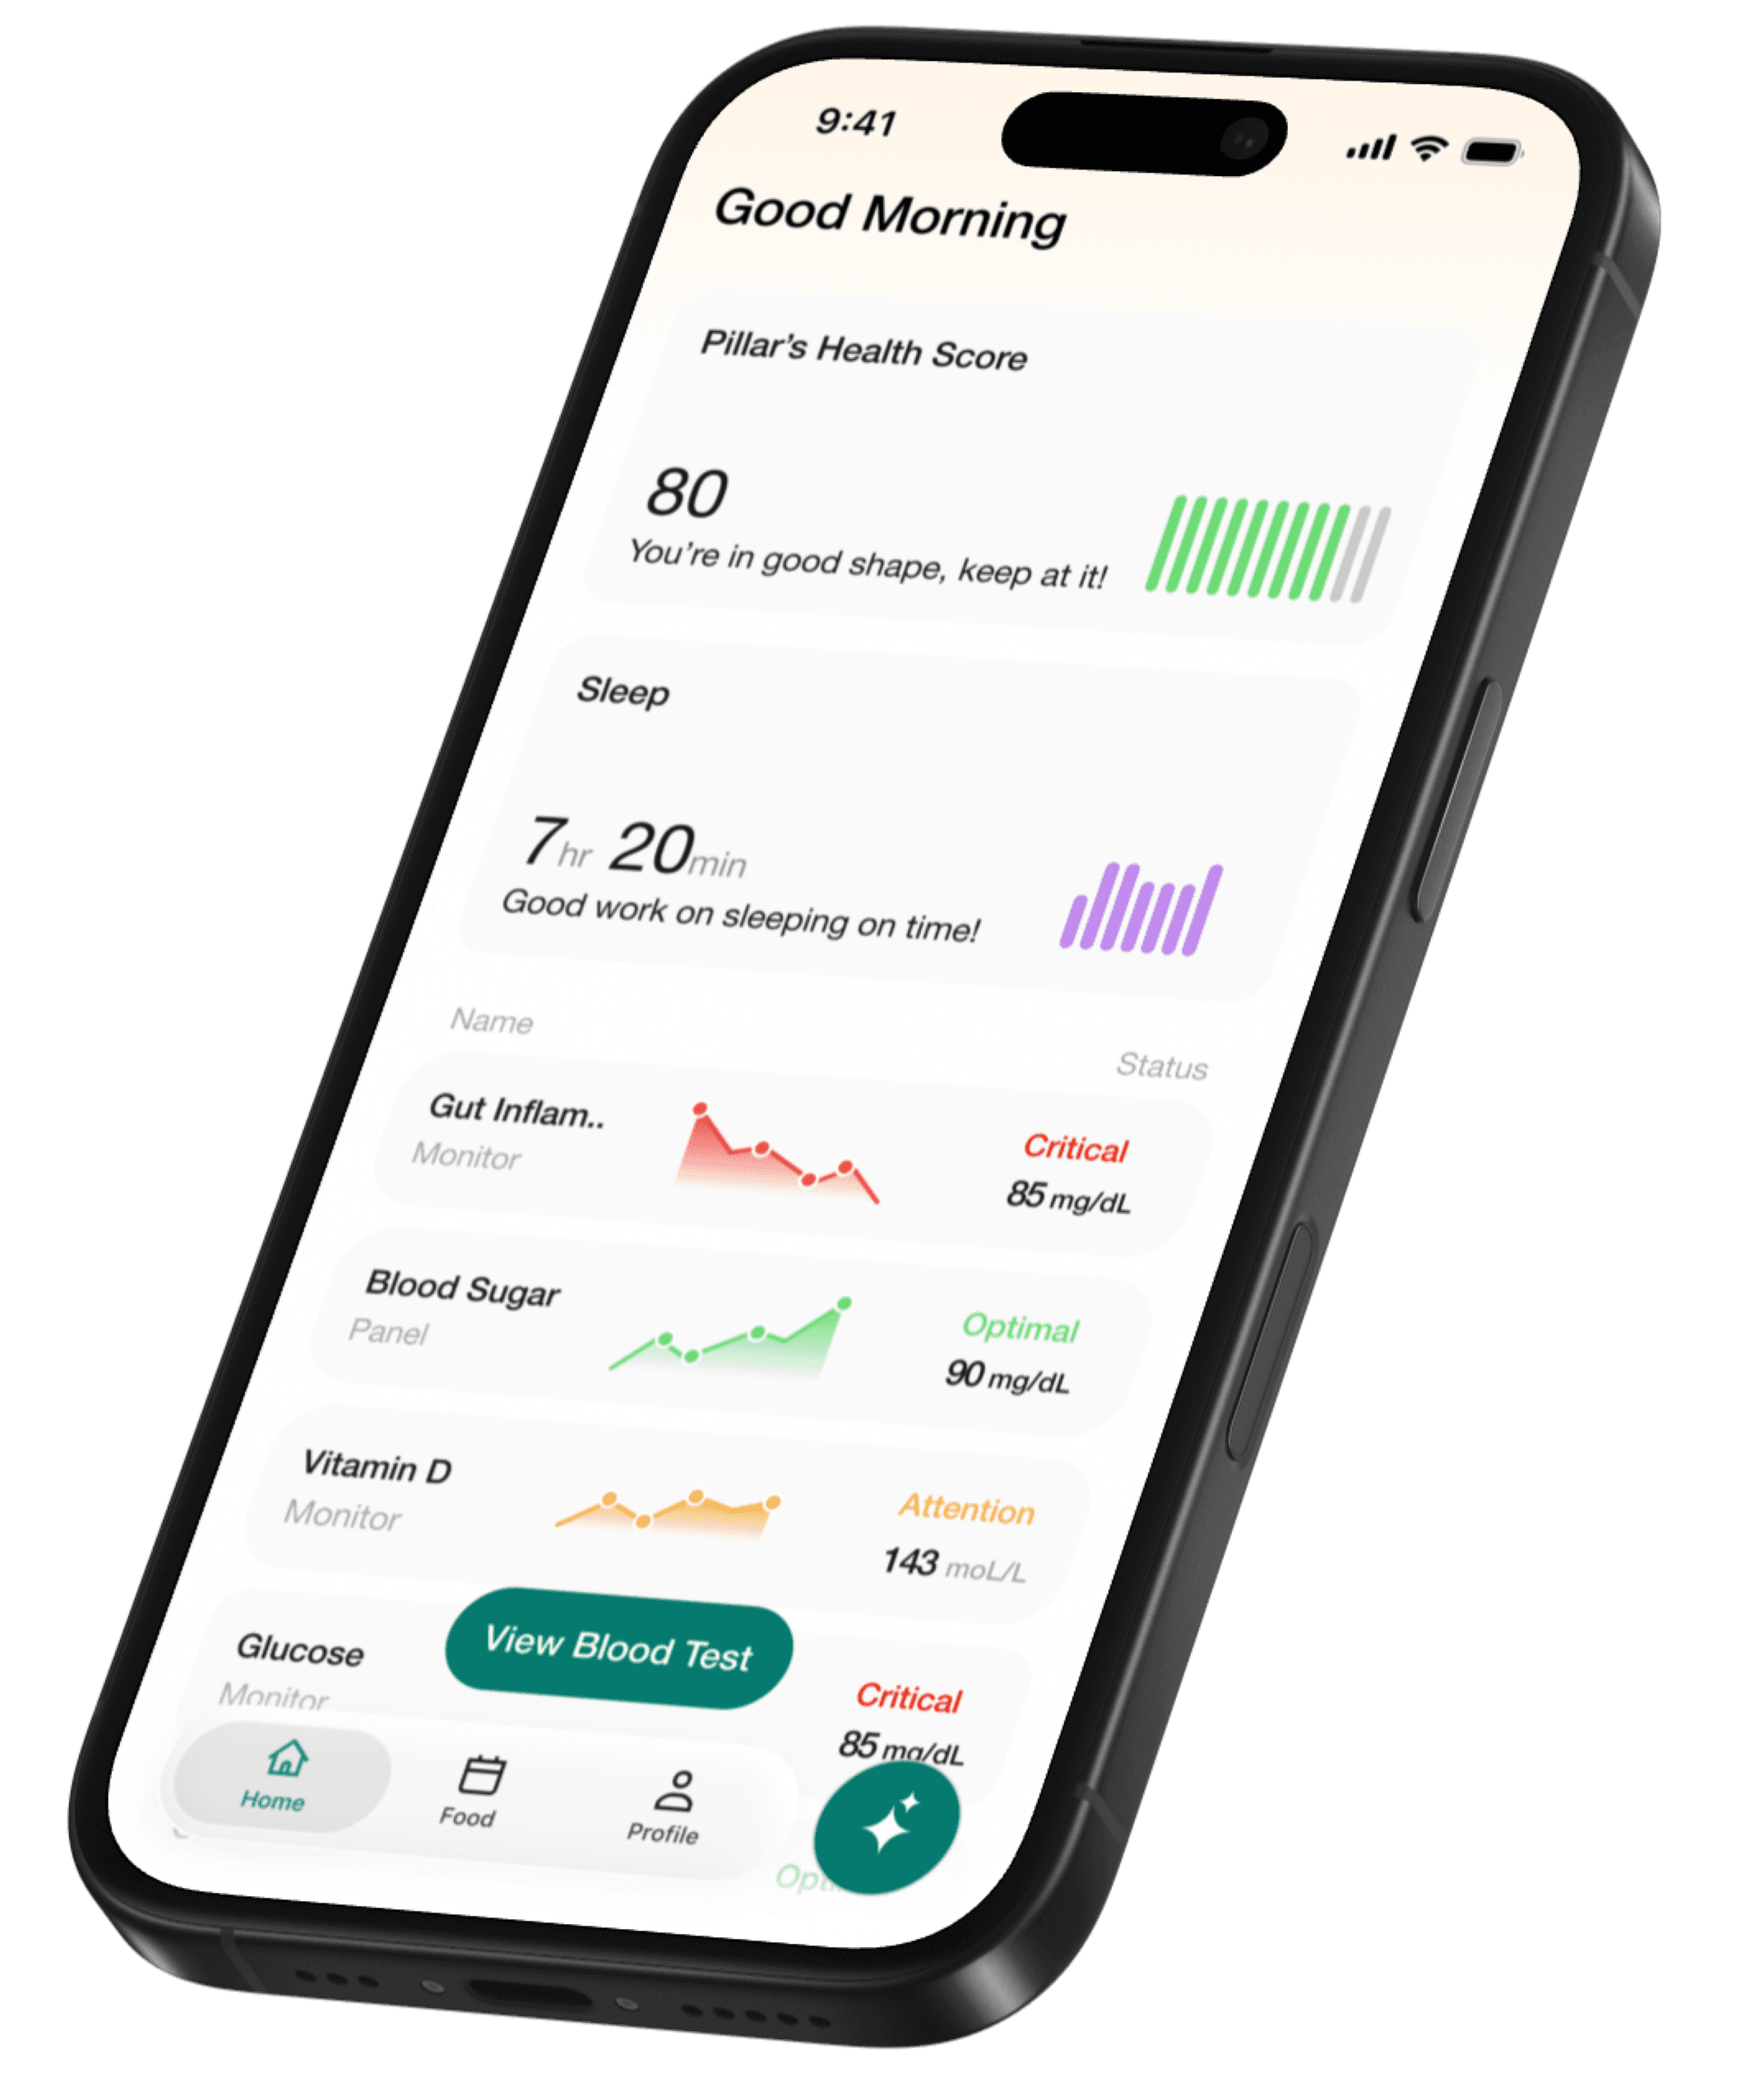 9:41
Good Morning
Pillar’s Health Score
80
You’re in good shape, keep at it!
Sleep
7hr 20min
Good work on sleeping on time!
Name Status
Gut Inflam.. Critical
Monitor 85 mg/dL
Blood Sugar Optimal
Panel 90 mg/dL
Vitamin D Attention
Monitor 143 moL/L
View Blood Test
Glucose Critical
Monitor 85 mg/dL
Home Food Profile